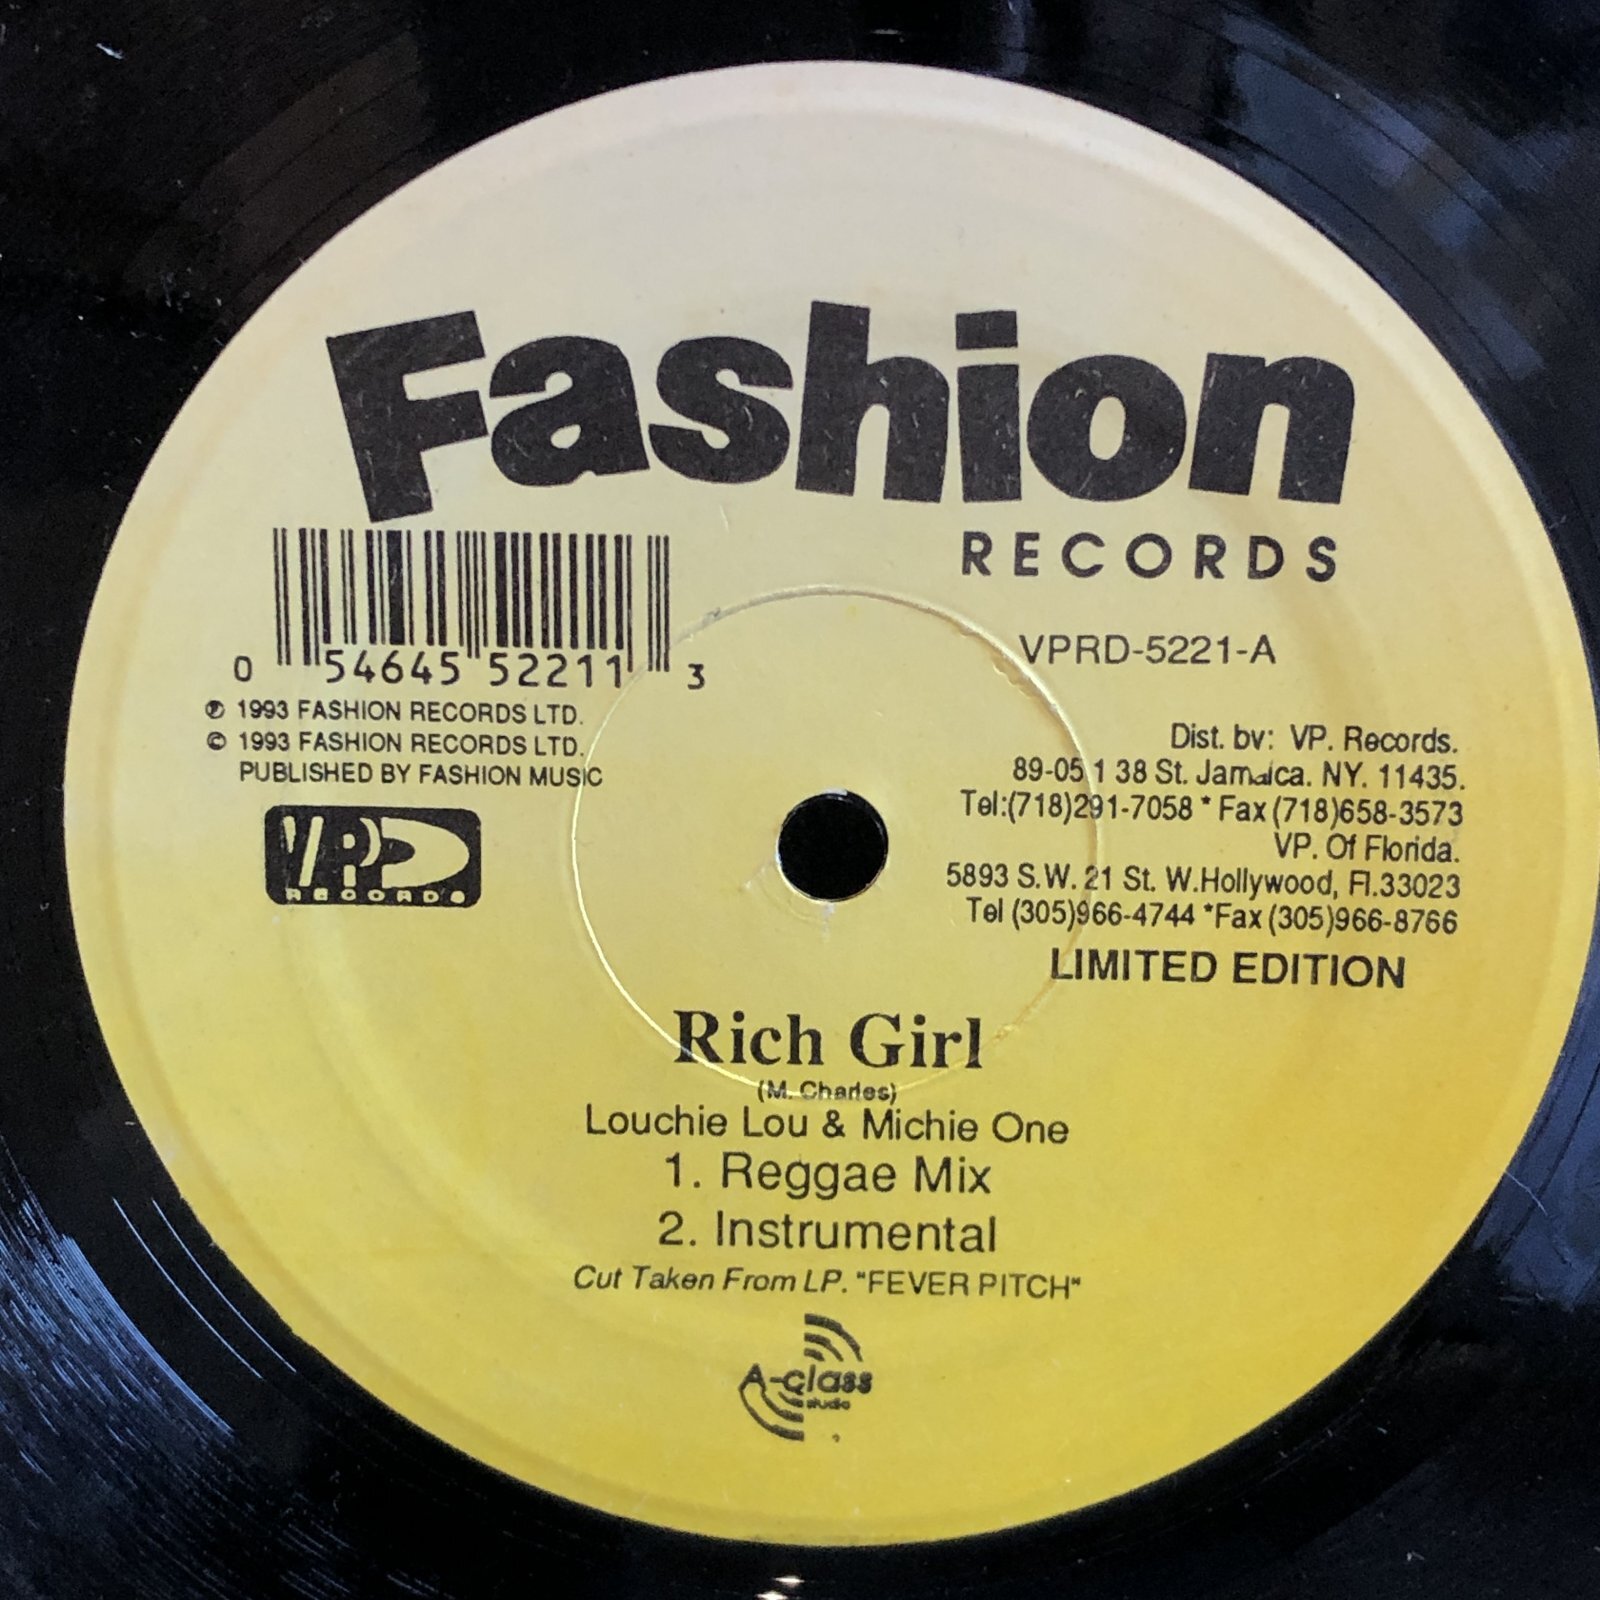 Fashion
RECORDS
0 54645 52211 3
VPRD-5221-A
℗ 1993 FASHION RECORDS LTD.
© 1993 FASHION RECORDS LTD.
PUBLISHED BY FASHION MUSIC
VP
RECORDS
Dist. by: VP. Records.
89-05 1 38 St. Jamaica. NY. 11435.
Tel:(718)291-7058 * Fax (718)658-3573
VP. Of Florida.
5893 S.W. 21 St. W.Hollywood, Fl.33023
Tel (305)966-4744 *Fax (305)966-8766
LIMITED EDITION
Rich Girl
(M. Charles)
Louchie Lou & Michie One
1. Reggae Mix
2. Instrumental
Cut Taken From LP. "FEVER PITCH"
A-class
studio